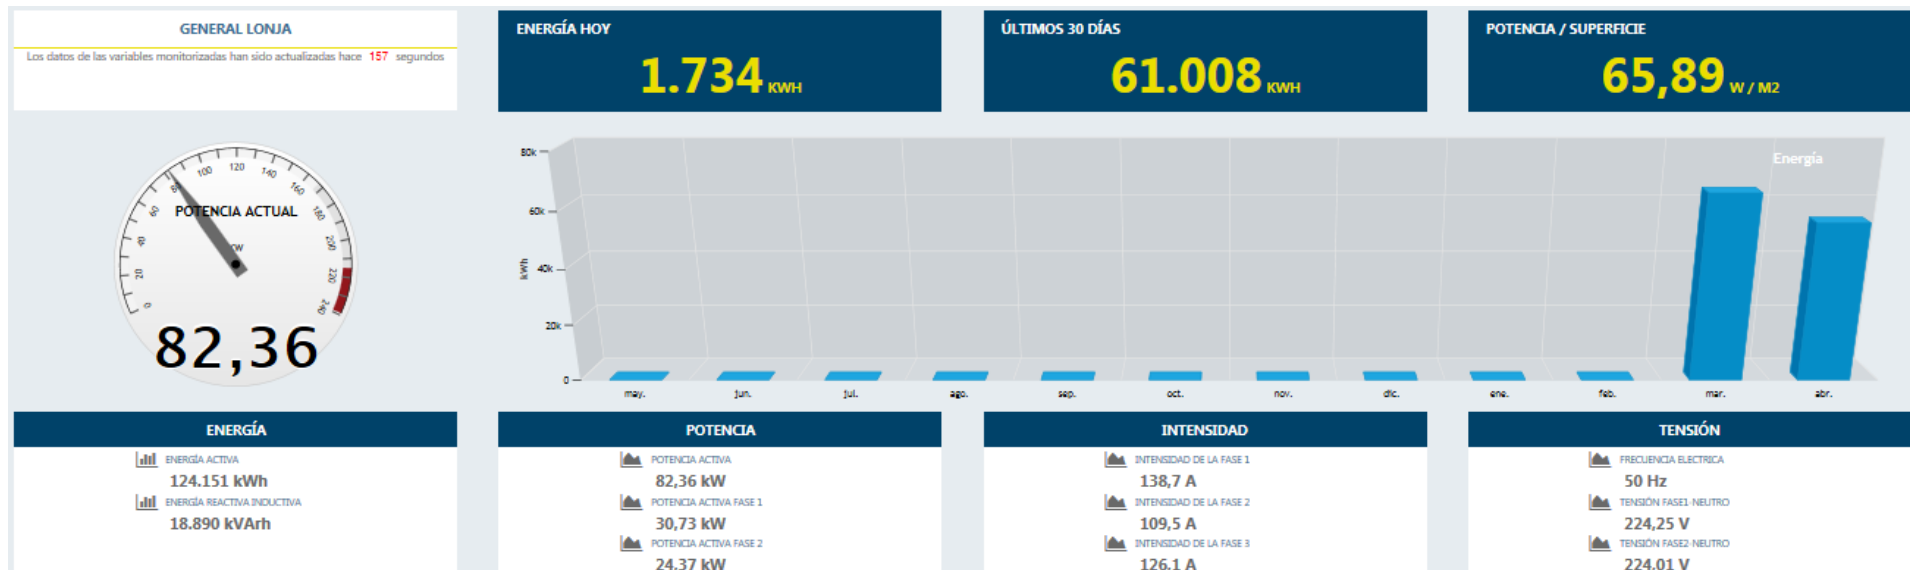 GENERAL LONJA
Los datos de las variables monitorizadas han sido actualizadas hace 157 segundos
ENERGÍA HOY
1.734 KWH
ÚLTIMOS 30 DÍAS
61.008 KWH
POTENCIA / SUPERFICIE
65,89 W / M2
0
20
40
60
80
100
120
140
160
180
200
220
240
POTENCIA ACTUAL
KW
82,36
Energía
kWh
80k
60k
40k
20k
0
may. jun. jul. ago. sep. oct. nov. dic. ene. feb. mar. abr.
ENERGÍA
ENERGÍA ACTIVA
124.151 kWh
ENERGÍA REACTIVA INDUCTIVA
18.890 kVArh
POTENCIA
POTENCIA ACTIVA
82,36 kW
POTENCIA ACTIVA FASE 1
30,73 kW
POTENCIA ACTIVA FASE 2
24,37 kW
INTENSIDAD
INTENSIDAD DE LA FASE 1
138,7 A
INTENSIDAD DE LA FASE 2
109,5 A
INTENSIDAD DE LA FASE 3
126,1 A
TENSIÓN
FRECUENCIA ELECTRICA
50 Hz
TENSIÓN FASE1-NEUTRO
224,25 V
TENSIÓN FASE2-NEUTRO
224,01 V